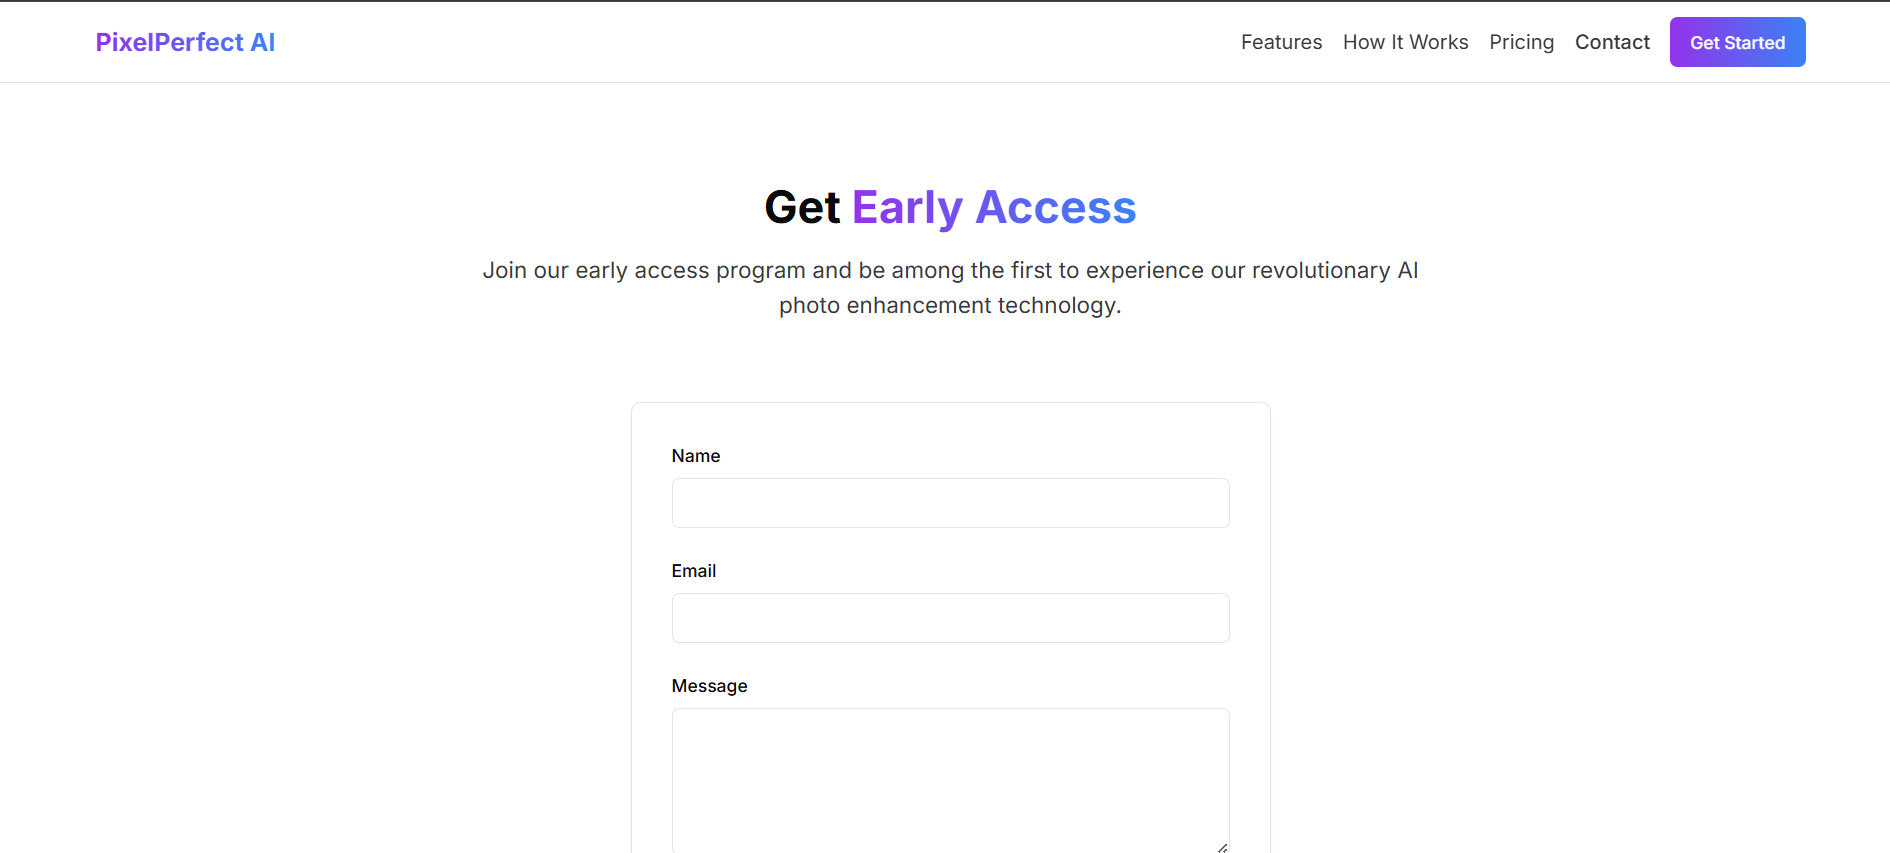 PixelPerfect AI
Features
How It Works
Pricing
Contact
Get Started
Get Early Access
Join our early access program and be among the first to experience our revolutionary AI
photo enhancement technology.
Name
Email
Message